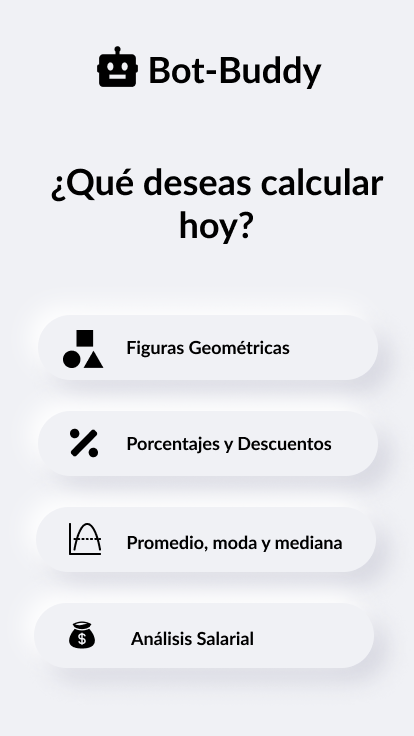 Bot-Buddy
¿Qué deseas calcular
hoy?
Figuras Geométricas
Porcentajes y Descuentos
Promedio, moda y mediana
$
Análisis Salarial